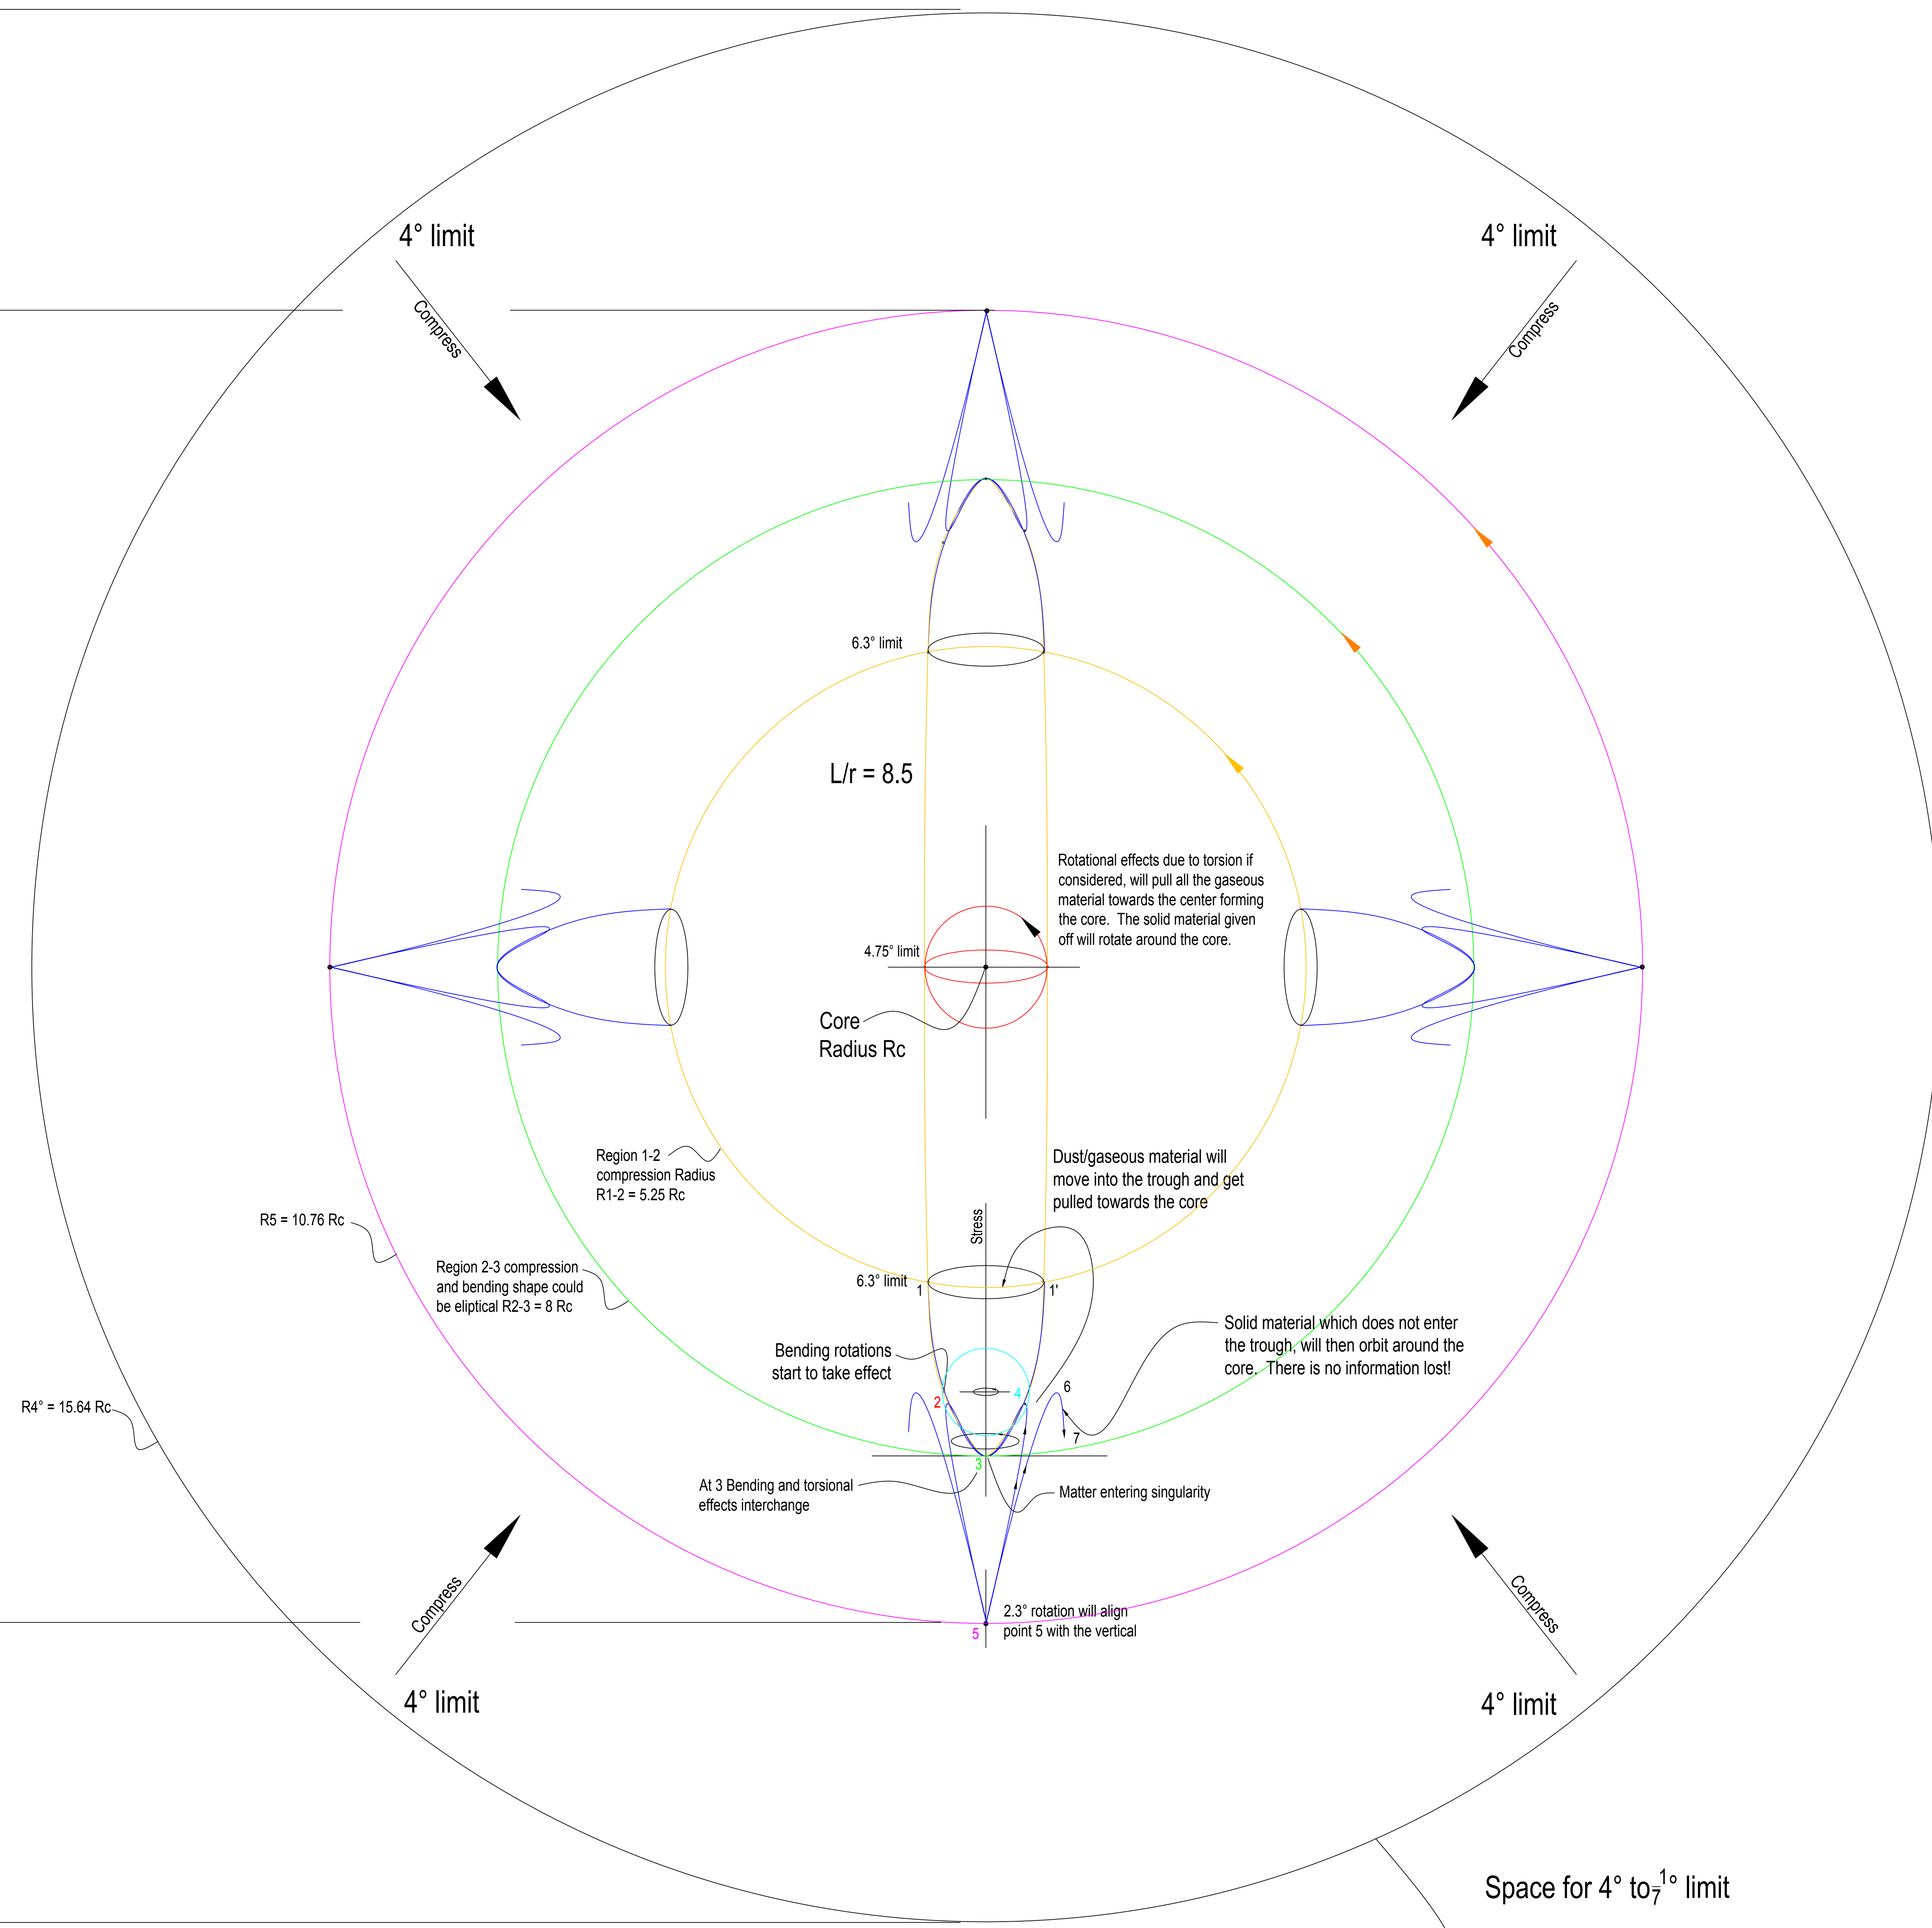 4° limit
4° limit
Compress
Compress
6.3° limit
L/r = 8.5
Rotational effects due to torsion if
considered, will pull all the gaseous
material towards the center forming
the core. The solid material given
off will rotate around the core.
4.75° limit
Core
Radius Rc
Region 1-2
compression Radius
R1-2 = 5.25 Rc
Dust/gaseous material will
move into the trough and get
pulled towards the core
R5 = 10.76 Rc
Stress
Region 2-3 compression
and bending shape could
be eliptical R2-3 = 8 Rc
6.3° limit
1
1'
Solid material which does not enter
the trough, will then orbit around the
core. There is no information lost!
Bending rotations
start to take effect
6
4
2
R4° = 15.64 Rc
7
3
At 3 Bending and torsional
effects interchange
Matter entering singularity
Compress
Compress
2.3° rotation will align
point 5 with the vertical
5
4° limit
4° limit
Space for 4° to 1/7° limit